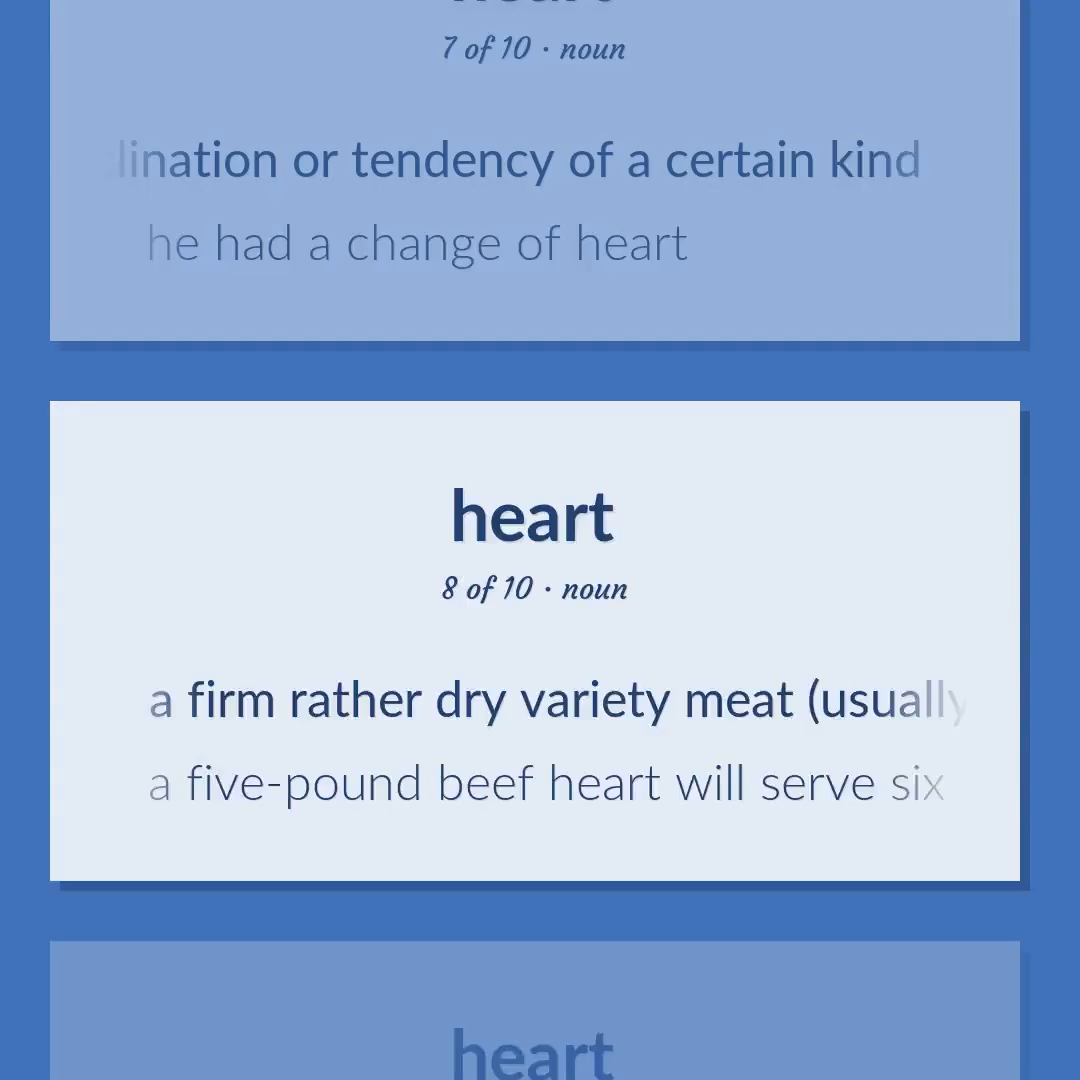 7 of 10 · noun
or tendency of a certain kind
he had a change of heart
heart
8 of 10 · noun
a firm rather dry variety meat (usually
a five-pound beef heart will serve six
heart